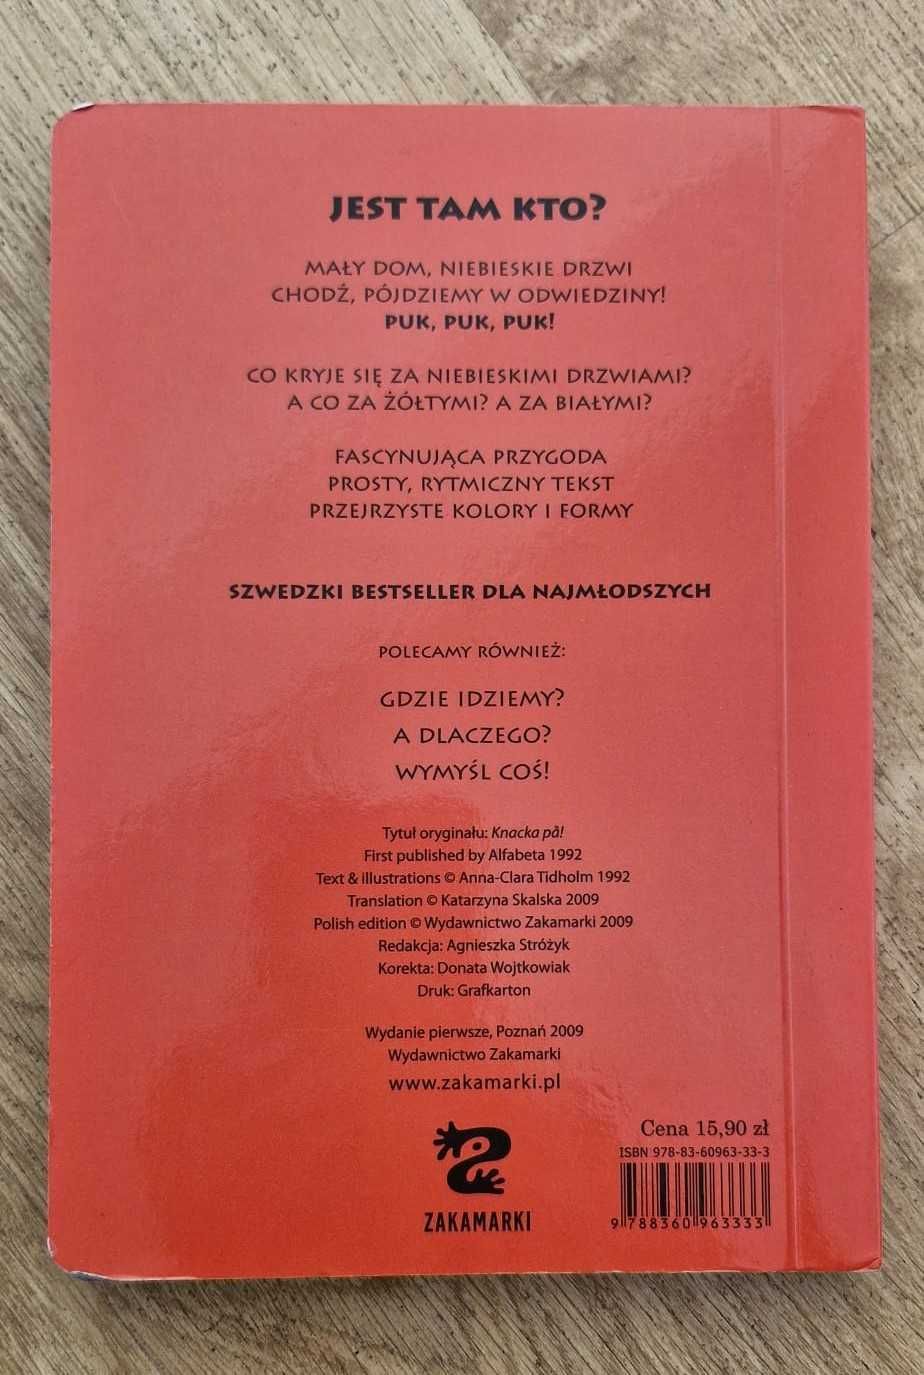 JEST TAM KTO?
MAŁY DOM, NIEBIESKIE DRZWI
CHODŹ, PÓJDZIEMY W ODWIEDZINY!
PUK, PUK, PUK!
CO KRYJE SIĘ ZA NIEBIESKIMI DRZWIAMI?
A CO ZA ŻÓŁTYMI? A ZA BIAŁYMI?
FASCYNUJĄCA PRZYGODA
PROSTY, RYTMICZNY TEKST
PRZEJRZYSTE KOLORY I FORMY
SZWEDZKI BESTSELLER DLA NAJMŁODSZYCH
POLECAMY RÓWNIEŻ:
GDZIE IDZIEMY?
A DLACZEGO?
WYMYŚL COŚ!
Tytuł oryginału: Knacka på!
First published by Alfabeta 1992
Text & illustrations © Anna-Clara Tidholm 1992
Translation © Katarzyna Skalska 2009
Polish edition © Wydawnictwo Zakamarki 2009
Redakcja: Agnieszka Stróżyk
Korekta: Donata Wojtkowiak
Druk: Grafkarton
Wydanie pierwsze, Poznań 2009
Wydawnictwo Zakamarki
www.zakamarki.pl
ZAKAMARKI
Cena 15,90 zł
ISBN 978-83-60963-33-3
9 788360 963333